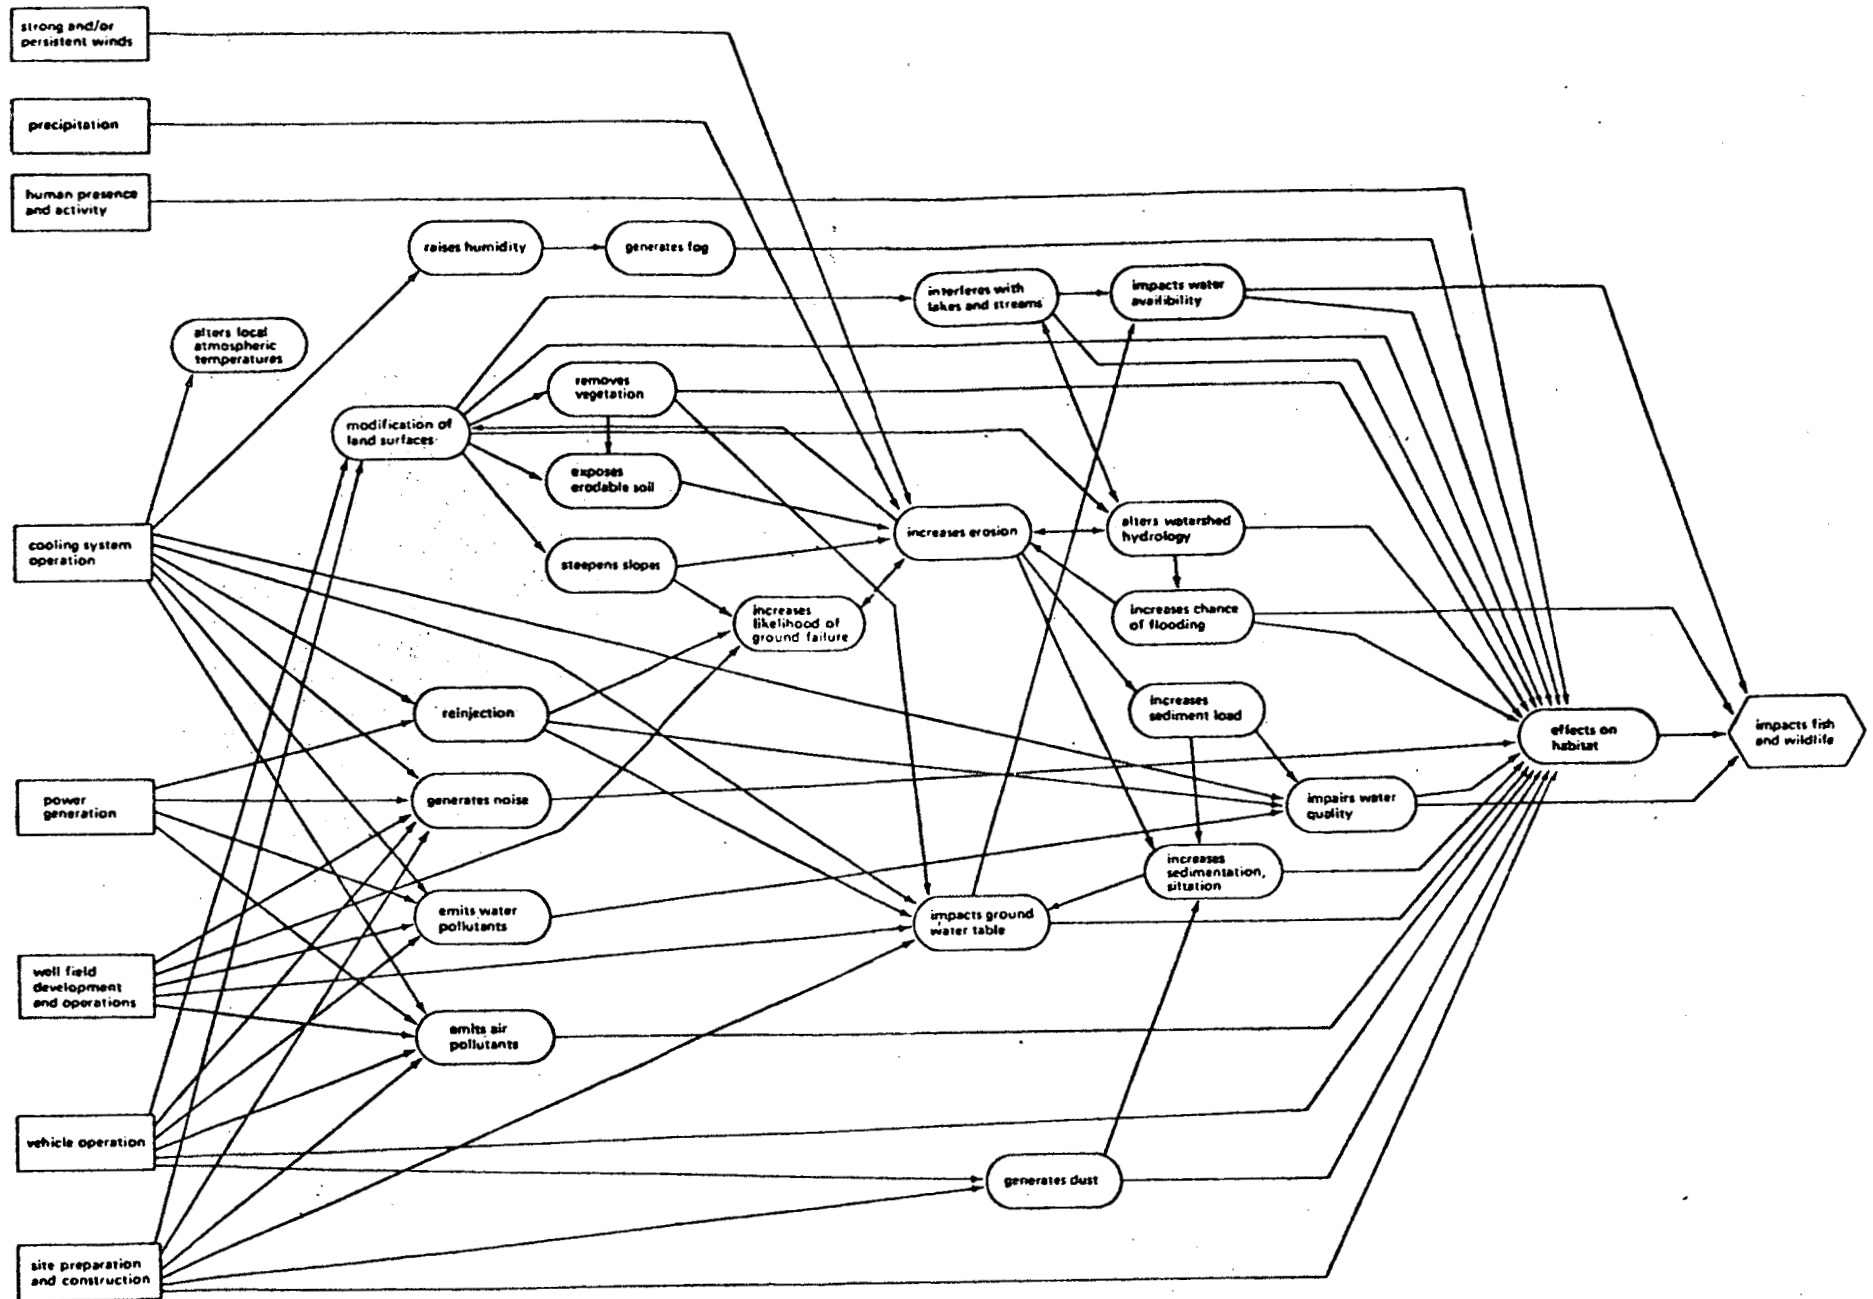 strong and/or
persistent winds
precipitation
human presence
and activity
raises humidity
generates fog
interferes with
lakes and streams
impacts water
availibility
alters local
atmospheric
temperatures
removes
vegetation
modification of
land surfaces
exposes
erodable soil
cooling system
operation
steepens slopes
increases erosion
alters watershed
hydrology
increases
likelihood of
ground failure
increases chance
of flooding
reinjection
increases
sediment load
effects on
habitat
impacts fish
and wildlife
power
generation
generates noise
impairs water
quality
increases
sedimentation,
siltation
emits water
pollutants
impacts ground
water table
well field
development
and operations
emits air
pollutants
vehicle operation
generates dust
site preparation
and construction